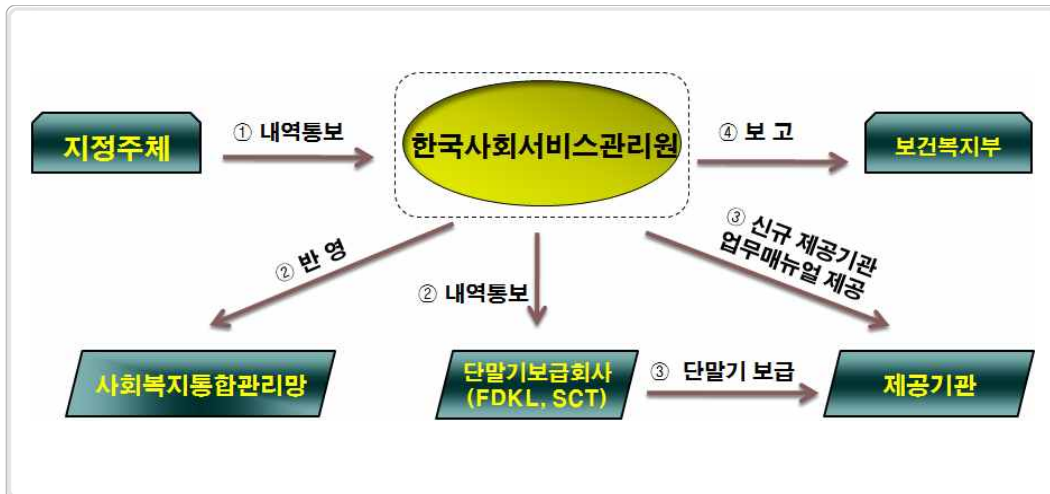 지정주체
① 내역통보
한국사회서비스관리원
④ 보 고
보건복지부
② 반 영
② 내역통보
③ 신규 제공기관
업무매뉴얼 제공
사회복지통합관리망
단말기보급회사
(FDKL, SCT)
③ 단말기 보급
제공기관